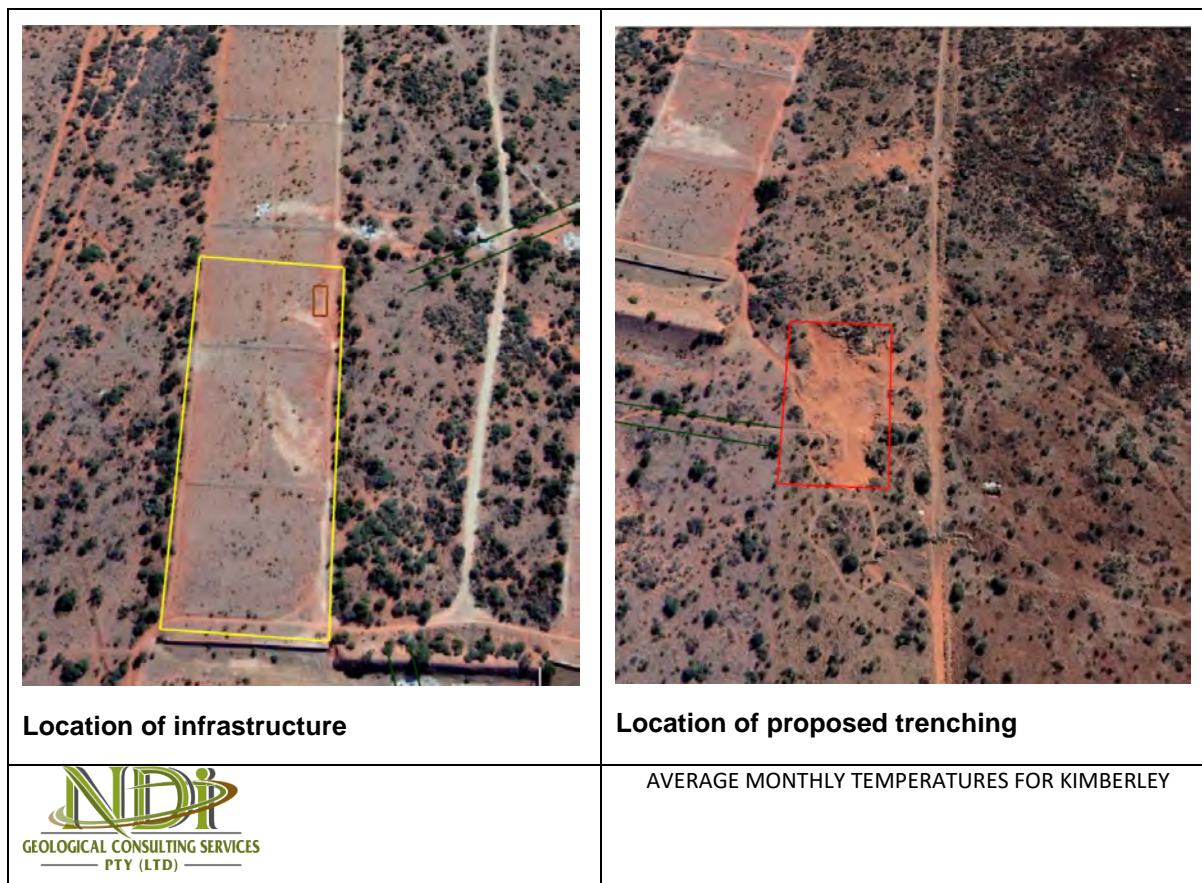 Location of infrastructure
Location of proposed trenching
NDi
GEOLOGICAL CONSULTING SERVICES
PTY (LTD)
AVERAGE MONTHLY TEMPERATURES FOR KIMBERLEY